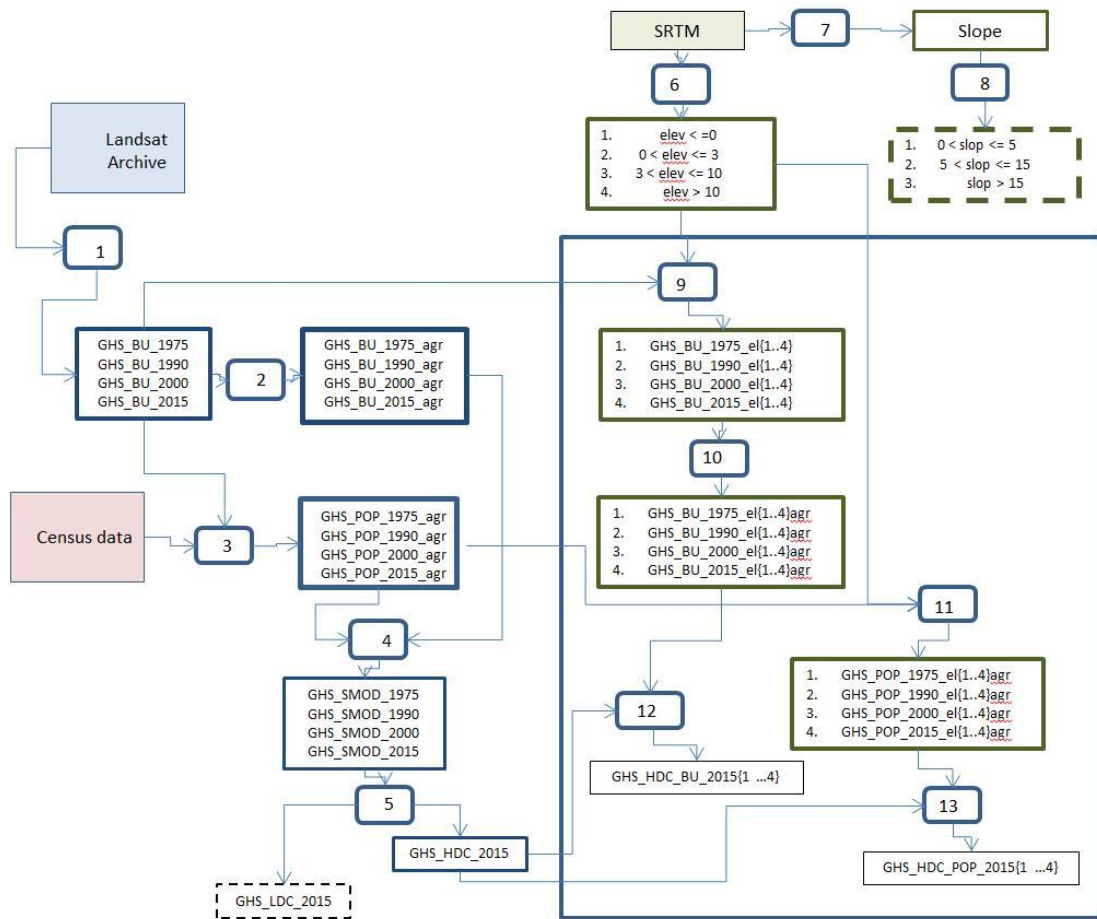 SRTM
7
Slope
6
8
Landsat
Archive
1. elev < =0
2. 0 < elev <= 3
3. 3 < elev <= 10
4. elev > 10
1. 0 < slop <= 5
2. 5 < slop <= 15
3. slop > 15
1
9
GHS_BU_1975
GHS_BU_1990
GHS_BU_2000
GHS_BU_2015
2
GHS_BU_1975_agr
GHS_BU_1990_agr
GHS_BU_2000_agr
GHS_BU_2015_agr
1. GHS_BU_1975_el{1..4}
2. GHS_BU_1990_el{1..4}
3. GHS_BU_2000_el{1..4}
4. GHS_BU_2015_el{1..4}
10
Census data
3
GHS_POP_1975_agr
GHS_POP_1990_agr
GHS_POP_2000_agr
GHS_POP_2015_agr
1. GHS_BU_1975_el{1..4}agr
2. GHS_BU_1990_el{1..4}agr
3. GHS_BU_2000_el{1..4}agr
4. GHS_BU_2015_el{1..4}agr
11
4
GHS_SMOD_1975
GHS_SMOD_1990
GHS_SMOD_2000
GHS_SMOD_2015
12
1. GHS_POP_1975_el{1..4}agr
2. GHS_POP_1990_el{1..4}agr
3. GHS_POP_2000_el{1..4}agr
4. GHS_POP_2015_el{1..4}agr
GHS_HDC_BU_2015{1 ...4}
5
13
GHS_HDC_2015
GHS_HDC_POP_2015{1 ...4}
GHS_LDC_2015